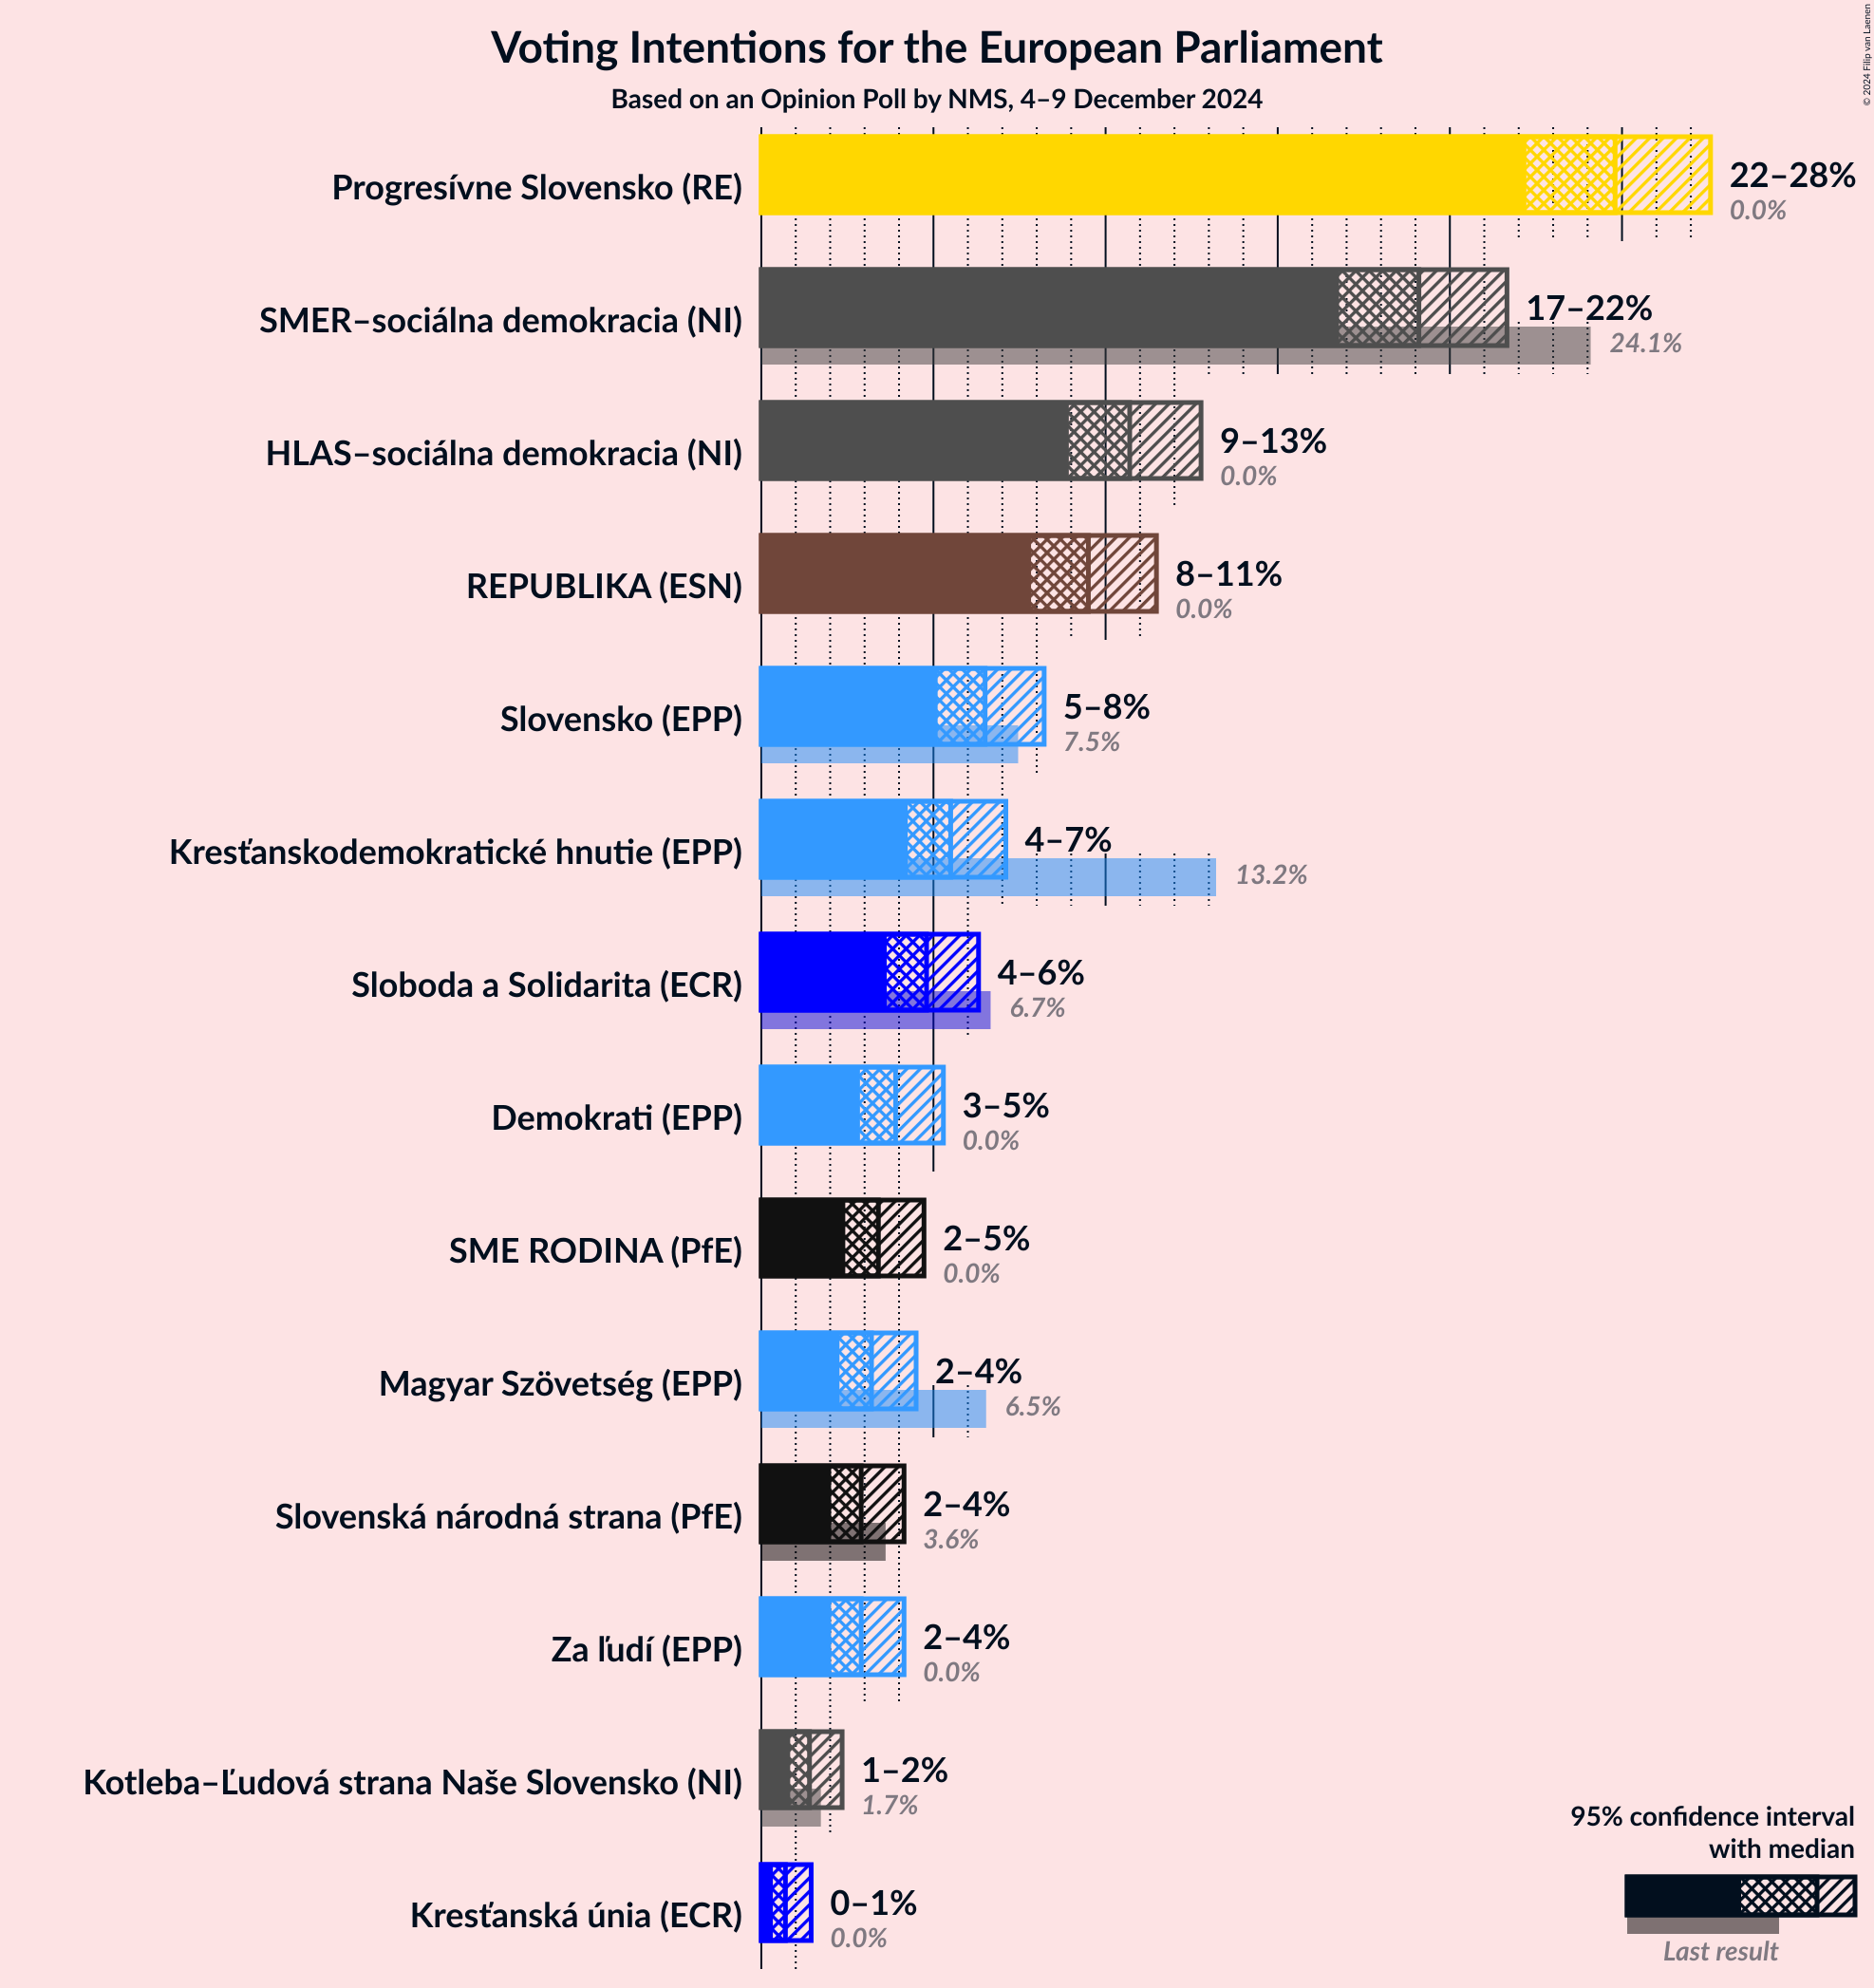 © 2024 Filip van Laenen
Voting Intentions for the European Parliament
Based on an Opinion Poll by NMS, 4–9 December 2024
Progresívne Slovensko (RE)
22–28%
0.0%
SMER–sociálna demokracia (NI)
17–22%
24.1%
HLAS–sociálna demokracia (NI)
9–13%
0.0%
REPUBLIKA (ESN)
8–11%
0.0%
Slovensko (EPP)
5–8%
7.5%
Kresťanskodemokratické hnutie (EPP)
4–7%
13.2%
Sloboda a Solidarita (ECR)
4–6%
6.7%
Demokrati (EPP)
3–5%
0.0%
SME RODINA (PfE)
2–5%
0.0%
Magyar Szövetség (EPP)
2–4%
6.5%
Slovenská národná strana (PfE)
2–4%
3.6%
Za ľudí (EPP)
2–4%
0.0%
Kotleba–Ľudová strana Naše Slovensko (NI)
1–2%
1.7%
Kresťanská únia (ECR)
0–1%
0.0%
95% confidence interval
with median
Last result